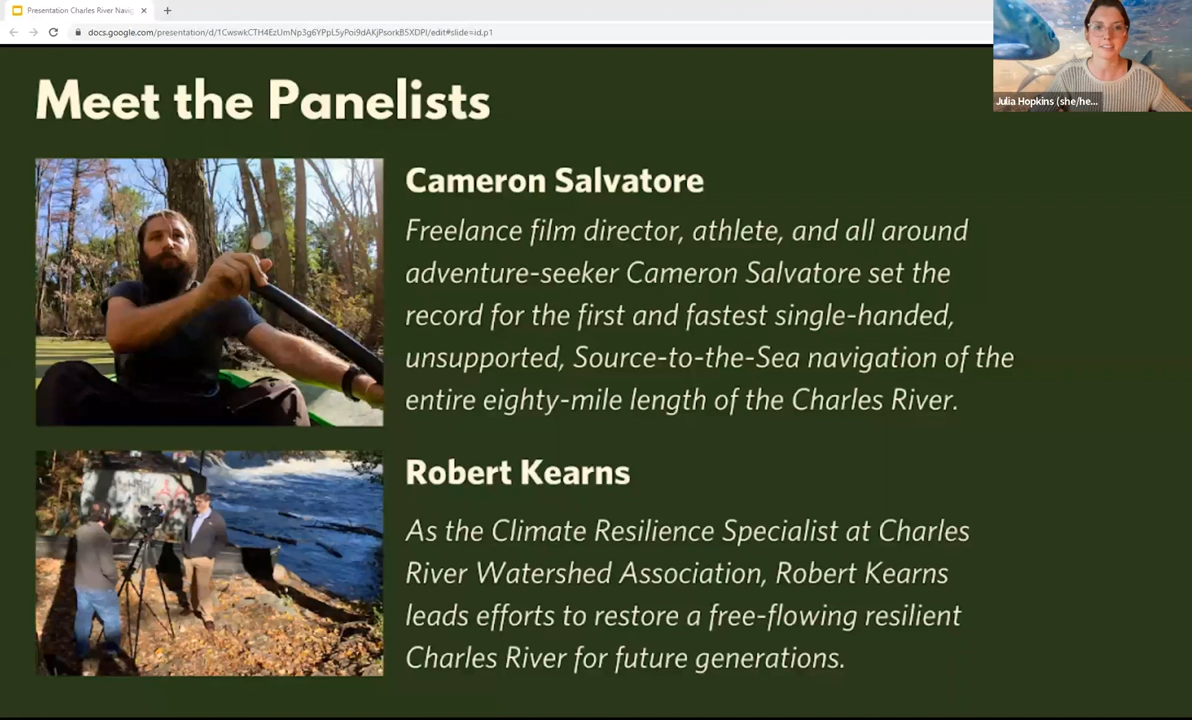 Presentation Charles River Navig
docs.google.com/presentation/d/1CwswkCTH4EzUmNp3g6YPpL5yPoi9dAKjPsorkB5XDPI/edit#slide=id.p1
Julia Hopkins (she/he...
Meet the Panelists
Cameron Salvatore
Freelance film director, athlete, and all around
adventure-seeker Cameron Salvatore set the
record for the first and fastest single-handed,
unsupported, Source-to-the-Sea navigation of the
entire eighty-mile length of the Charles River.
Robert Kearns
As the Climate Resilience Specialist at Charles
River Watershed Association, Robert Kearns
leads efforts to restore a free-flowing resilient
Charles River for future generations.